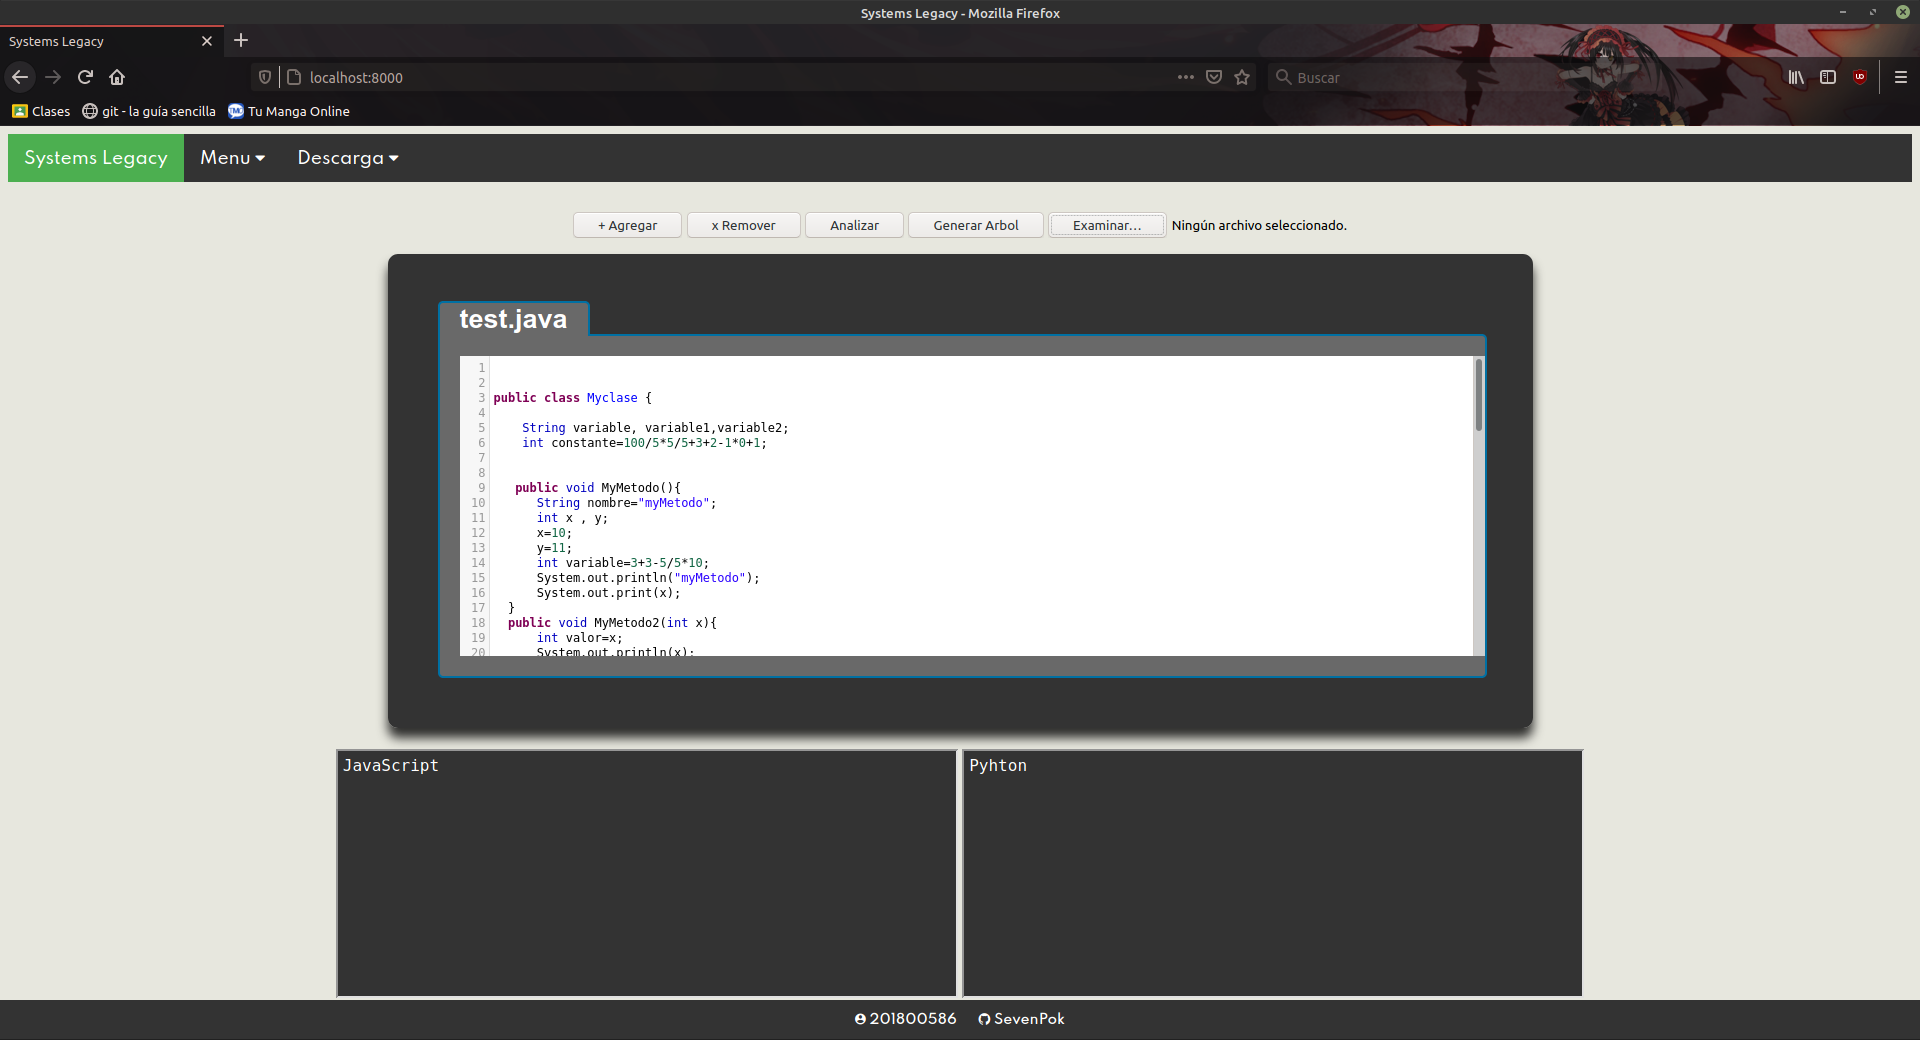 Systems Legacy - Mozilla Firefox
Systems Legacy
localhost:8000
Buscar
Clases git - la guía sencilla Tu Manga Online
Systems Legacy Menu Descarga
+ Agregar x Remover Analizar Generar Arbol Examinar... Ningún archivo seleccionado.
test.java
1
2
3 public class Myclase {
4
5 String variable, variable1,variable2;
6 int constante=100/5*5/5+3+2-1*0+1;
7
8
9 public void MyMetodo(){
10 String nombre="myMetodo";
11 int x , y;
12 x=10;
13 y=11;
14 int variable=3+3-5/5*10;
15 System.out.println("myMetodo");
16 System.out.print(x);
17 }
18 public void MyMetodo2(int x){
19 int valor=x;
20 System.out.println(x);
JavaScript
Pyhton
201800586 SevenPok